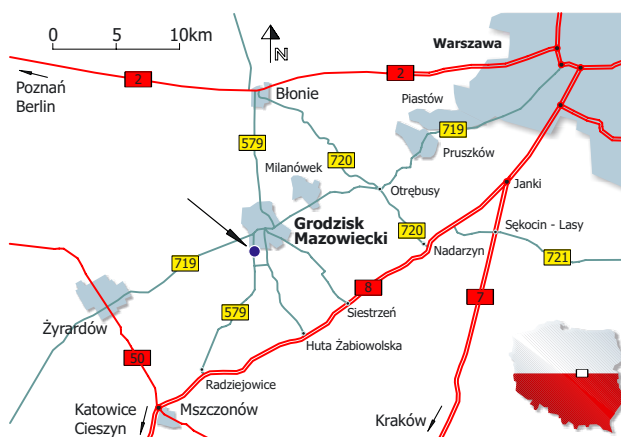 0 5 10km
N
Warszawa
2
2
Poznań
Berlin
Błonie
Piastów
719
579
Pruszków
720
Milanówek
Otrębusy
Janki
Grodzisk
Mazowiecki
720
Sękocin - Lasy
Nadarzyn
719
721
8
7
579
Siestrzeń
Żyrardów
Huta Żabiowolska
50
Radziejowice
Katowice
Cieszyn
Mszczonów
Kraków